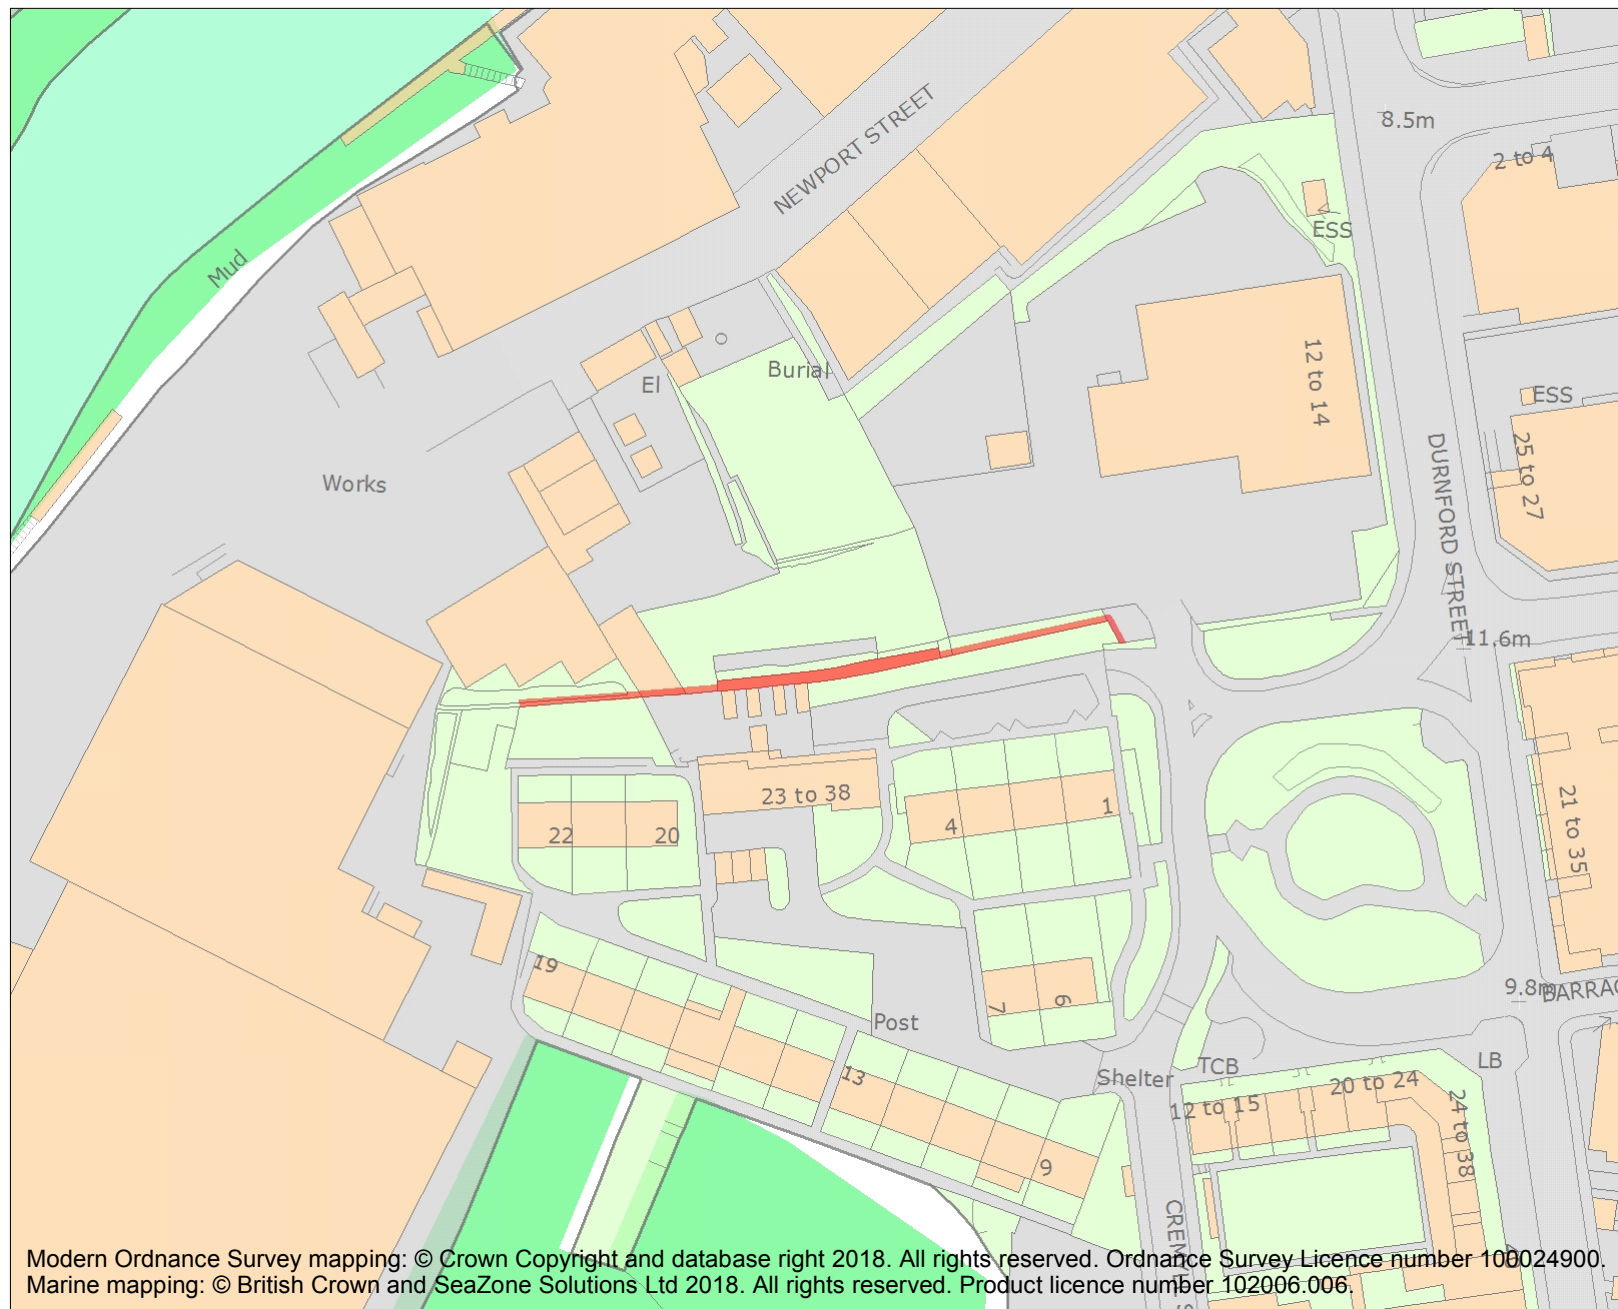 8.5m
2 to 4
NEWPORT STREET
ESS
Mud
12 to 14
Burial
El
ESS
25 to 27
DURNFORD STREET
Works
11.6m
23 to 38
22
20
4
1
21 to 35
19
7
6
9.8m
BARRAC
Post
13
Shelter
TCB
LB
12 to 15
20 to 24
24 to 38
9
Modern Ordnance Survey mapping: © Crown Copyright and database right 2018. All rights reserved. Ordnance Survey Licence number 100024900.
Marine mapping: © British Crown and SeaZone Solutions Ltd 2018. All rights reserved. Product licence number 102006.006.